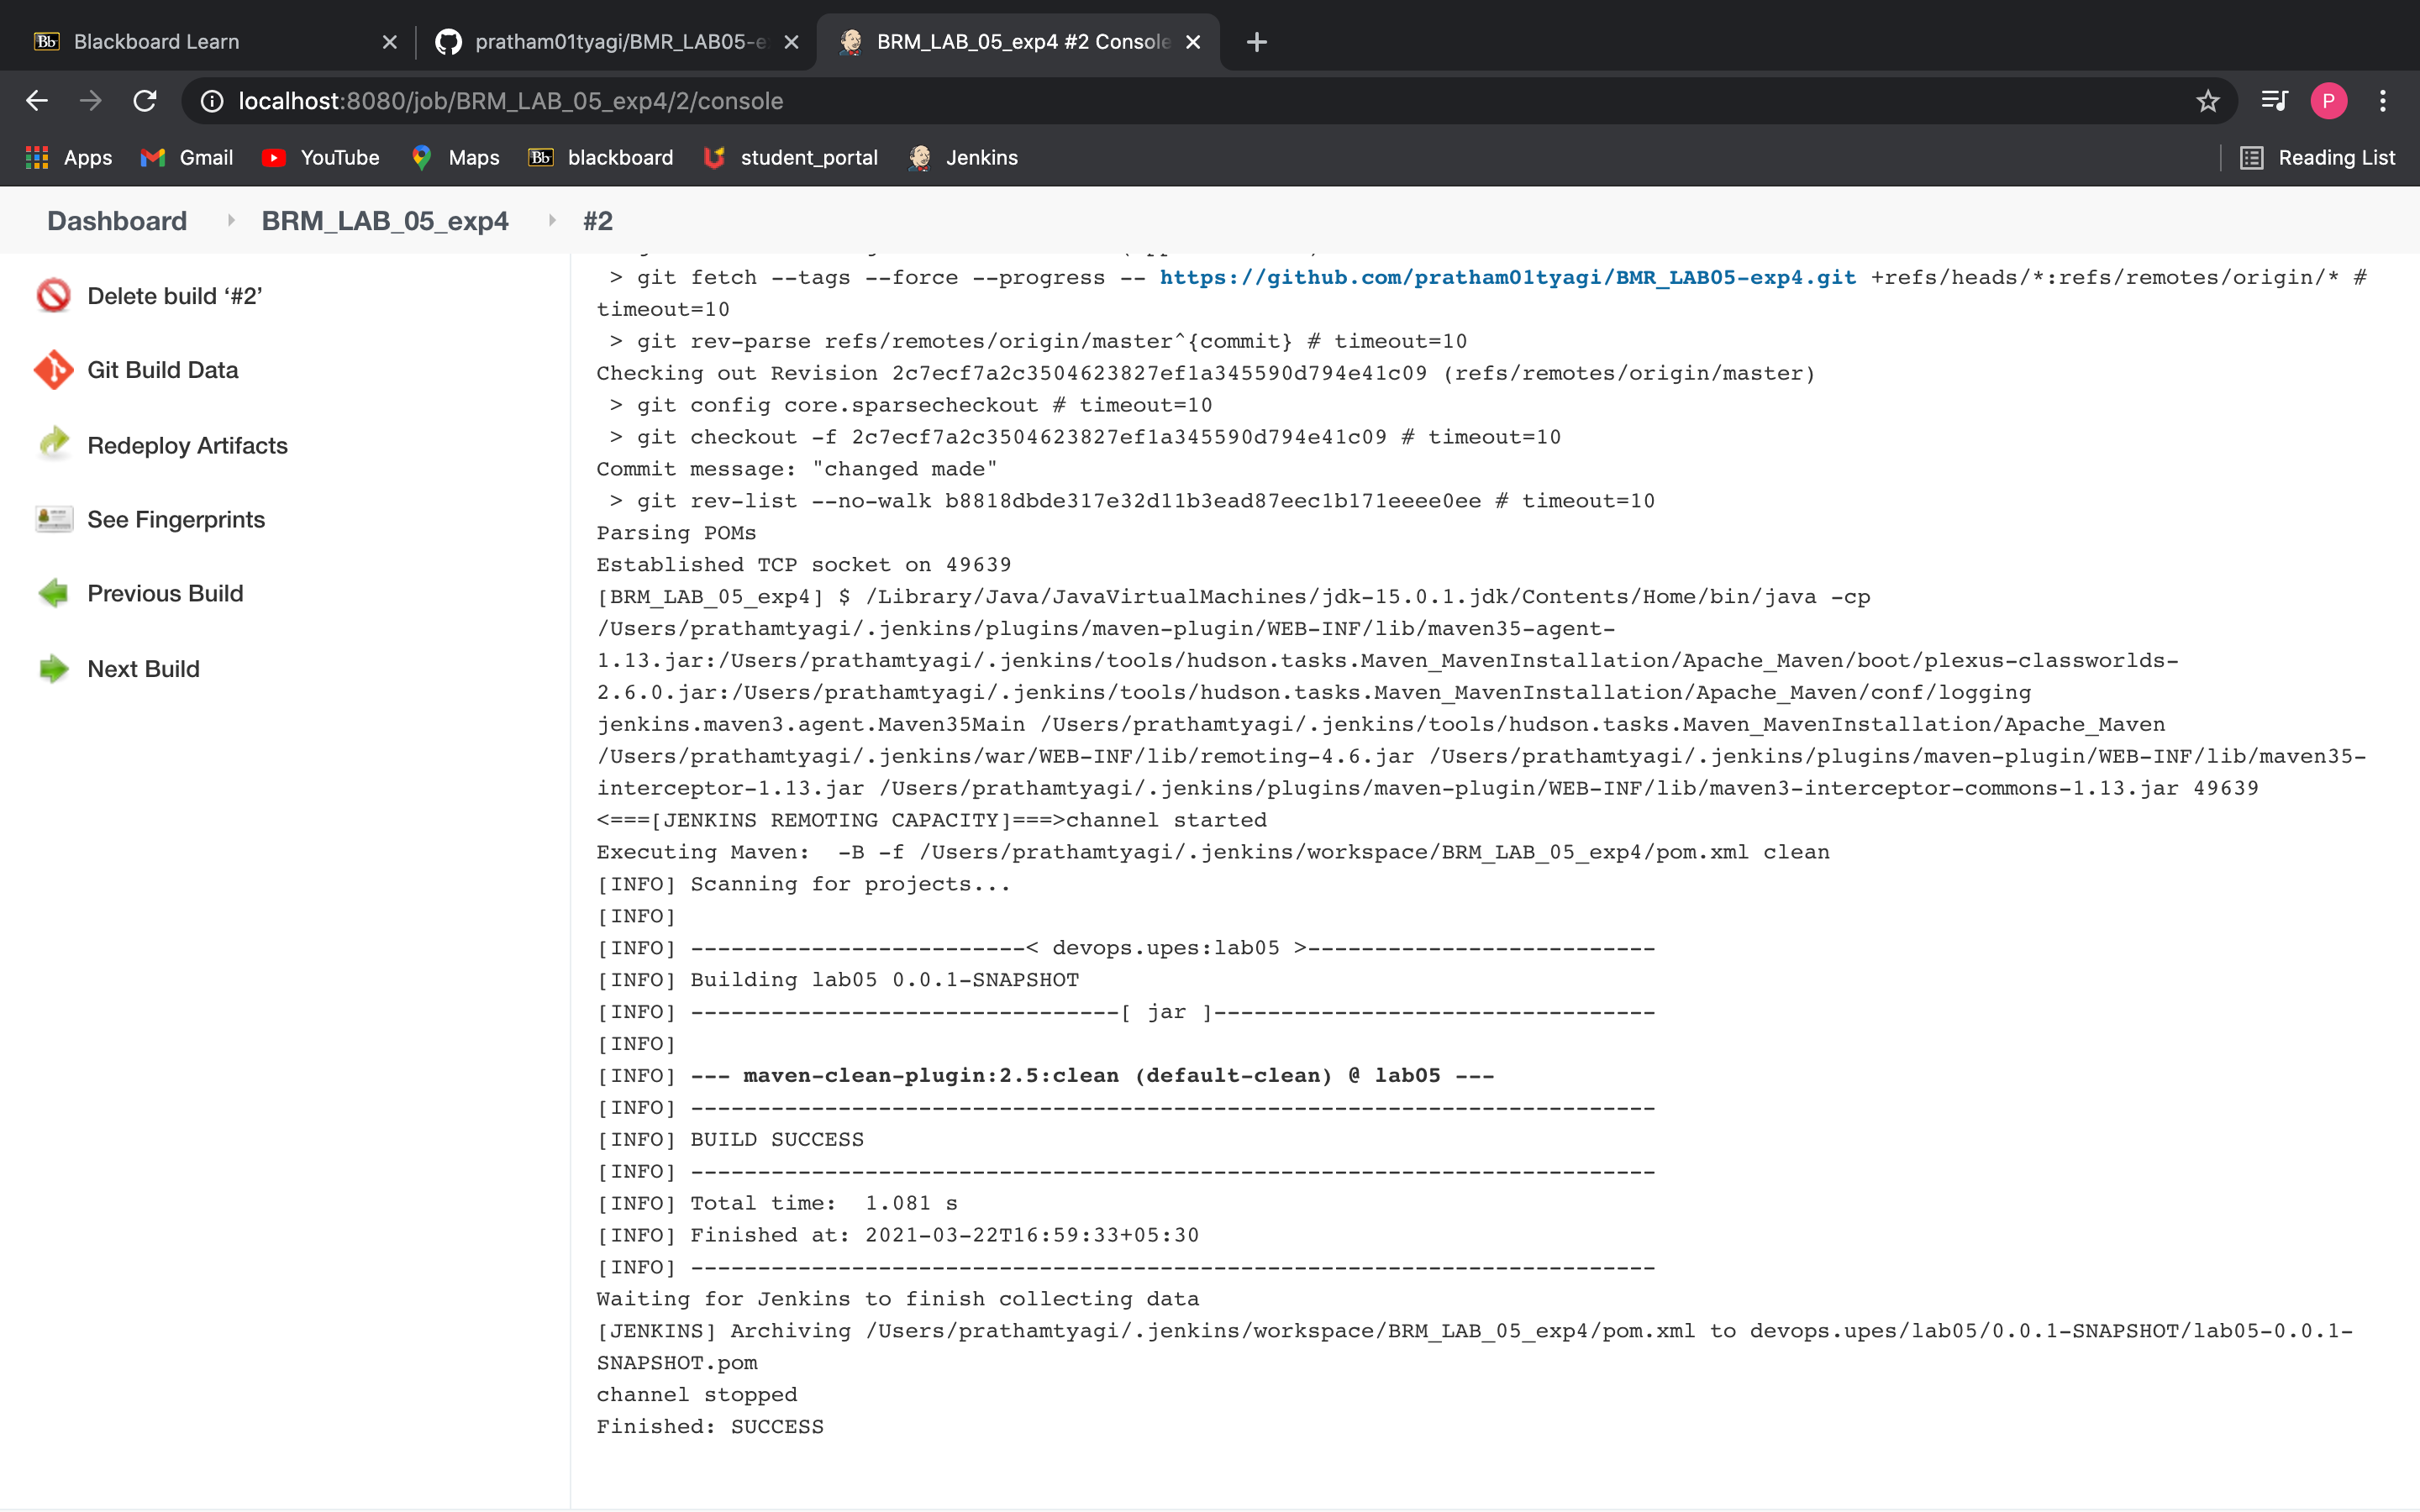 Blackboard Learn
pratham01tyagi/BMR_LAB05-e
BRM_LAB_05_exp4 #2 Console
localhost:8080/job/BRM_LAB_05_exp4/2/console
P
Apps
Gmail
YouTube
Maps
Bb
blackboard
student_portal
Jenkins
Reading List
Dashboard
BRM_LAB_05_exp4
#2
Delete build ‘#2’
Git Build Data
Redeploy Artifacts
See Fingerprints
Previous Build
Next Build
> git fetch --tags --force --progress -- https://github.com/pratham01tyagi/BMR_LAB05-exp4.git +refs/heads/*:refs/remotes/origin/* #
timeout=10
> git rev-parse refs/remotes/origin/master^{commit} # timeout=10
Checking out Revision 2c7ecf7a2c3504623827ef1a345590d794e41c09 (refs/remotes/origin/master)
> git config core.sparsecheckout # timeout=10
> git checkout -f 2c7ecf7a2c3504623827ef1a345590d794e41c09 # timeout=10
Commit message: "changed made"
> git rev-list --no-walk b8818dbde317e32d11b3ead87eec1b171eeee0ee # timeout=10
Parsing POMs
Established TCP socket on 49639
[BRM_LAB_05_exp4] $ /Library/Java/JavaVirtualMachines/jdk-15.0.1.jdk/Contents/Home/bin/java -cp
/Users/prathamtyagi/.jenkins/plugins/maven-plugin/WEB-INF/lib/maven35-agent-
1.13.jar:/Users/prathamtyagi/.jenkins/tools/hudson.tasks.Maven_MavenInstallation/Apache_Maven/boot/plexus-classworlds-
2.6.0.jar:/Users/prathamtyagi/.jenkins/tools/hudson.tasks.Maven_MavenInstallation/Apache_Maven/conf/logging
jenkins.maven3.agent.Maven35Main /Users/prathamtyagi/.jenkins/tools/hudson.tasks.Maven_MavenInstallation/Apache_Maven
/Users/prathamtyagi/.jenkins/war/WEB-INF/lib/remoting-4.6.jar /Users/prathamtyagi/.jenkins/plugins/maven-plugin/WEB-INF/lib/maven35-
interceptor-1.13.jar /Users/prathamtyagi/.jenkins/plugins/maven-plugin/WEB-INF/lib/maven3-interceptor-commons-1.13.jar 49639
<===[JENKINS REMOTING CAPACITY]===>channel started
Executing Maven:  -B -f /Users/prathamtyagi/.jenkins/workspace/BRM_LAB_05_exp4/pom.xml clean
[INFO] Scanning for projects...
[INFO]
[INFO] -------------------------< devops.upes:lab05 >--------------------------
[INFO] Building lab05 0.0.1-SNAPSHOT
[INFO] --------------------------------[ jar ]---------------------------------
[INFO]
[INFO] --- maven-clean-plugin:2.5:clean (default-clean) @ lab05 ---
[INFO] ------------------------------------------------------------------------
[INFO] BUILD SUCCESS
[INFO] ------------------------------------------------------------------------
[INFO] Total time:  1.081 s
[INFO] Finished at: 2021-03-22T16:59:33+05:30
[INFO] ------------------------------------------------------------------------
Waiting for Jenkins to finish collecting data
[JENKINS] Archiving /Users/prathamtyagi/.jenkins/workspace/BRM_LAB_05_exp4/pom.xml to devops.upes/lab05/0.0.1-SNAPSHOT/lab05-0.0.1-
SNAPSHOT.pom
channel stopped
Finished: SUCCESS